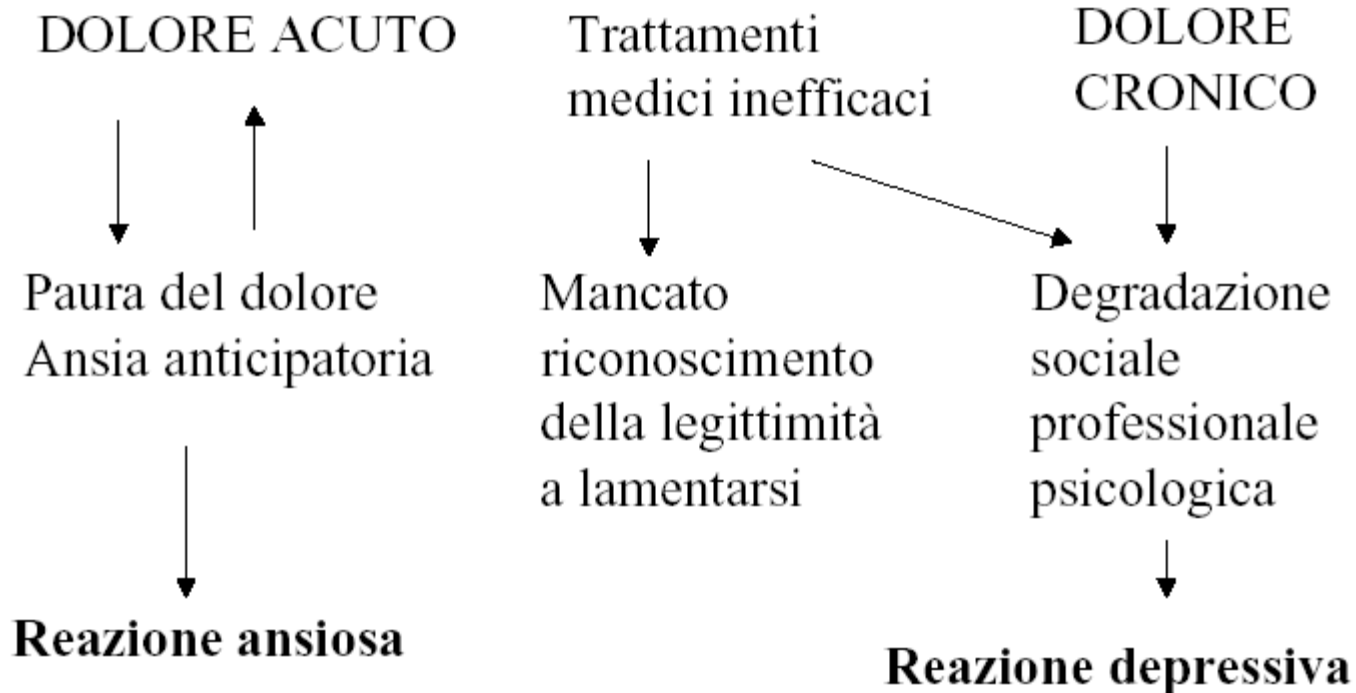 DOLORE ACUTO
Trattamenti
medici inefficaci
DOLORE
CRONICO
Paura del dolore
Ansia anticipatoria
Mancato
riconoscimento
della legittimità
a lamentarsi
Degradazione
sociale
professionale
psicologica
Reazione ansiosa
Reazione depressiva